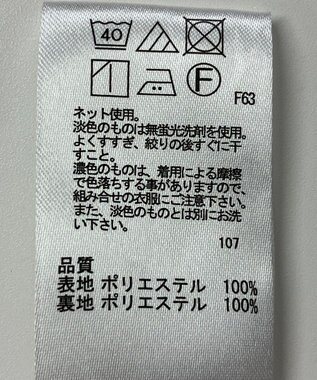 40
F
F63
ネット使用。
淡色のものは無蛍光洗剤を使用。
よくすすぎ、絞りの後すぐに干
すこと。
濃色のものは、着用による摩擦
で色落ちする事がありますので、
組み合せの衣服にご注意下さい。
また、淡色のものとは別にお洗
い下さい。
107
品質
表地 ポリエステル 100%
裏地 ポリエステル 100%